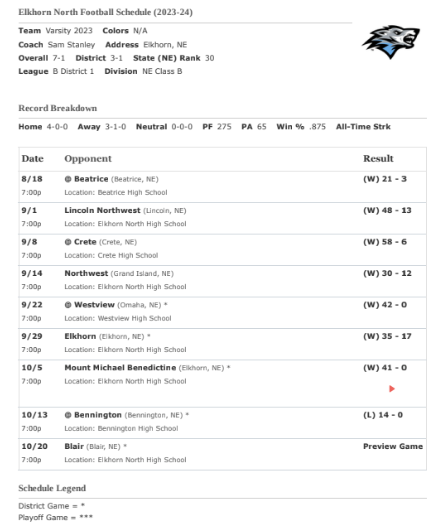 Elkhorn North Football Schedule (2023-24)
Team Varsity 2023 Colors N/A
Coach Sam Stanley Address Elkhorn, NE
Overall 7-1 District 3-1 State (NE) Rank 30
League B District 1 Division NE Class B
Record Breakdown
Home 4-0-0 Away 3-1-0 Neutral 0-0-0 PF 275 PA 65 Win % .875 All-Time Strk
Date Opponent Result
8/18 @ Beatrice (Beatrice, NE) (W) 21 - 3
7:00p Location: Beatrice High School
9/1 Lincoln Northwest (Lincoln, NE) (W) 48 - 13
7:00p Location: Elkhorn North High School
9/8 @ Crete (Crete, NE) (W) 58 - 6
7:00p Location: Crete High School
9/14 Northwest (Grand Island, NE) (W) 30 - 12
7:00p Location: Elkhorn North High School
9/22 @ Westview (Omaha, NE) * (W) 42 - 0
7:00p Location: Westview High School
9/29 Elkhorn (Elkhorn, NE) * (W) 35 - 17
7:00p Location: Elkhorn North High School
10/5 Mount Michael Benedictine (Elkhorn, NE) * (W) 41 - 0
7:00p Location: Elkhorn North High School
10/13 @ Bennington (Bennington, NE) * (L) 14 - 0
7:00p Location: Bennington High School
10/20 Blair (Blair, NE) * Preview Game
7:00p Location: Elkhorn North High School
Schedule Legend
District Game = *
Playoff Game = ***